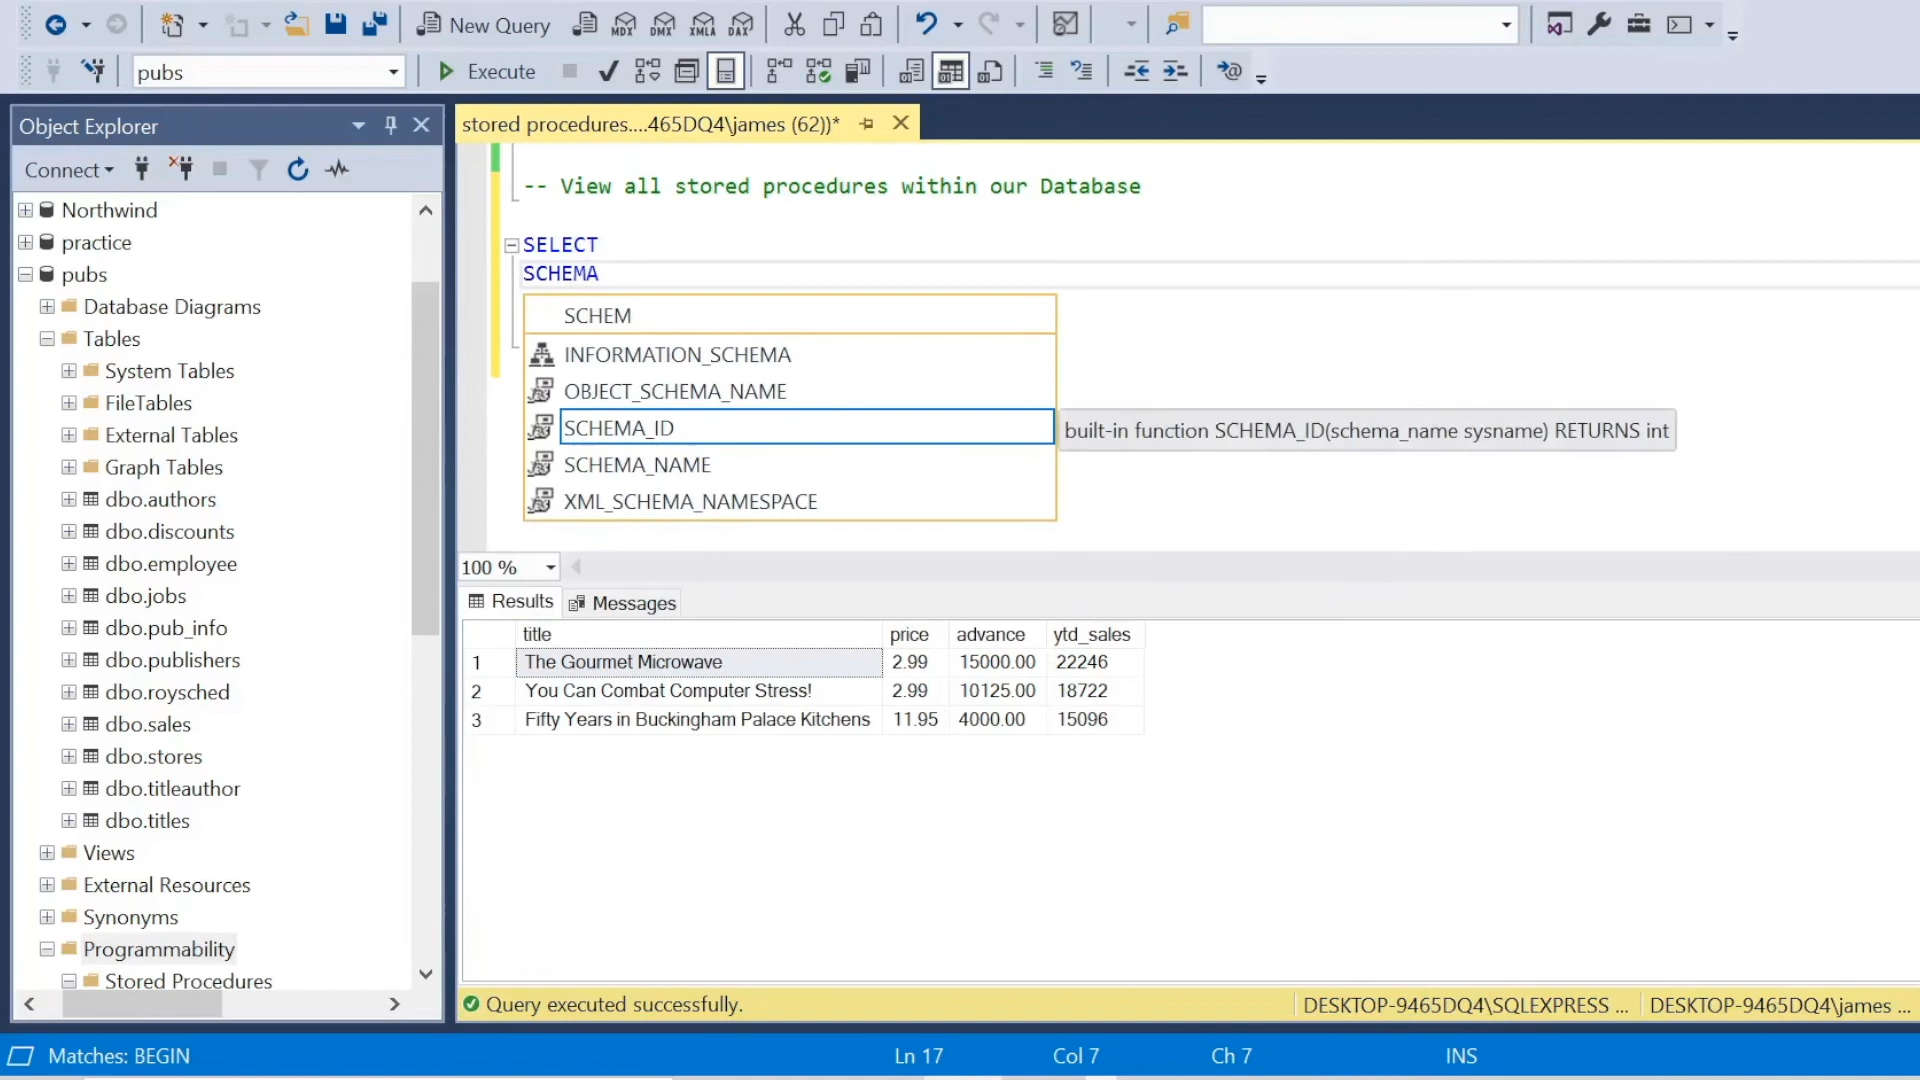 New Query
MDX
DMX
XMLA
DAX
pubs
Execute
Object Explorer
Connect
Northwind
practice
pubs
Database Diagrams
Tables
System Tables
FileTables
External Tables
Graph Tables
dbo.authors
dbo.discounts
dbo.employee
dbo.jobs
dbo.pub_info
dbo.publishers
dbo.roysched
dbo.sales
dbo.stores
dbo.titleauthor
dbo.titles
Views
External Resources
Synonyms
Programmability
Stored Procedures
stored procedures....465DQ4\james (62))*
-- View all stored procedures within our Database
SELECT
SCHEMA
SCHEM
INFORMATION_SCHEMA
OBJECT_SCHEMA_NAME
SCHEMA_ID
built-in function SCHEMA_ID(schema_name sysname) RETURNS int
SCHEMA_NAME
XML_SCHEMA_NAMESPACE
100 %
Results Messages
title price advance ytd_sales
1 The Gourmet Microwave 2.99 15000.00 22246
2 You Can Combat Computer Stress! 2.99 10125.00 18722
3 Fifty Years in Buckingham Palace Kitchens 11.95 4000.00 15096
Query executed successfully. DESKTOP-9465DQ4\SQLEXPRESS ... DESKTOP-9465DQ4\james ...
Matches: BEGIN Ln 17 Col 7 Ch 7 INS